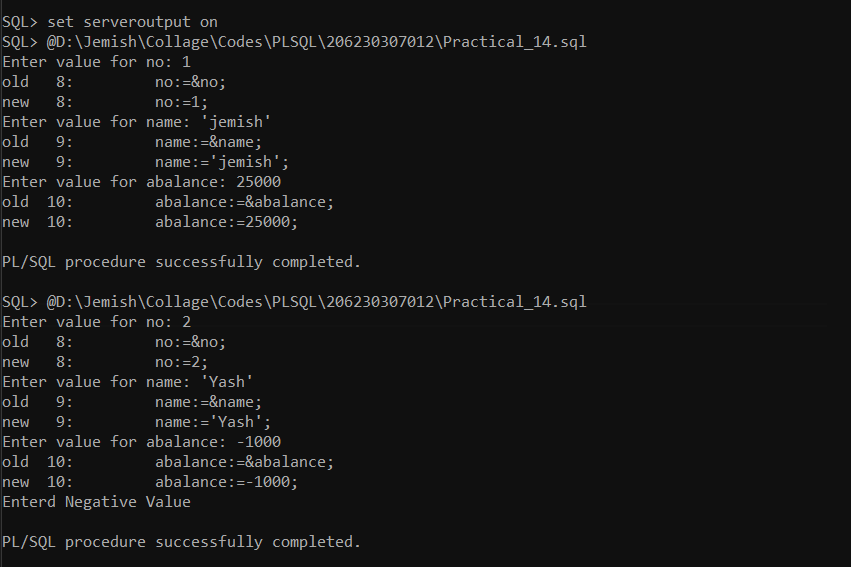 SQL> set serveroutput on
SQL> @D:\Jemish\Collage\Codes\PLSQL\206230307012\Practical_14.sql
Enter value for no: 1
old   8:         no:=&no;
new   8:         no:=1;
Enter value for name: 'jemish'
old   9:         name:=&name;
new   9:         name:='jemish';
Enter value for abalance: 25000
old  10:         abalance:=&abalance;
new  10:         abalance:=25000;

PL/SQL procedure successfully completed.

SQL> @D:\Jemish\Collage\Codes\PLSQL\206230307012\Practical_14.sql
Enter value for no: 2
old   8:         no:=&no;
new   8:         no:=2;
Enter value for name: 'Yash'
old   9:         name:=&name;
new   9:         name:='Yash';
Enter value for abalance: -1000
old  10:         abalance:=&abalance;
new  10:         abalance:=-1000;
Enterd Negative Value

PL/SQL procedure successfully completed.